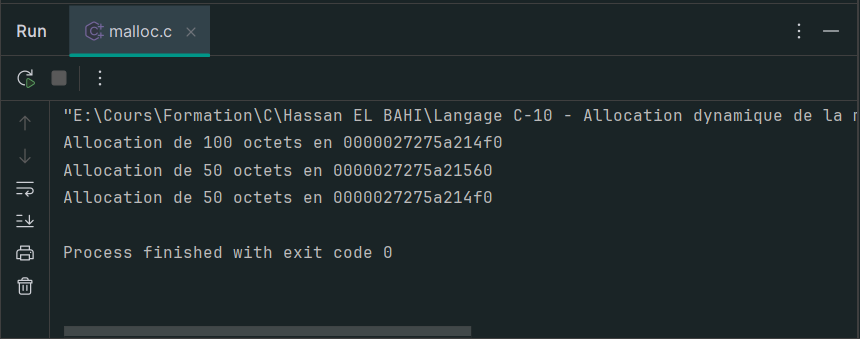 Run
malloc.c
"E:\Cours\Formation\C\Hassan EL BAHI\Langage C-10 - Allocation dynamique de la
Allocation de 100 octets en 0000027275a214f0
Allocation de 50 octets en 0000027275a21560
Allocation de 50 octets en 0000027275a214f0
Process finished with exit code 0